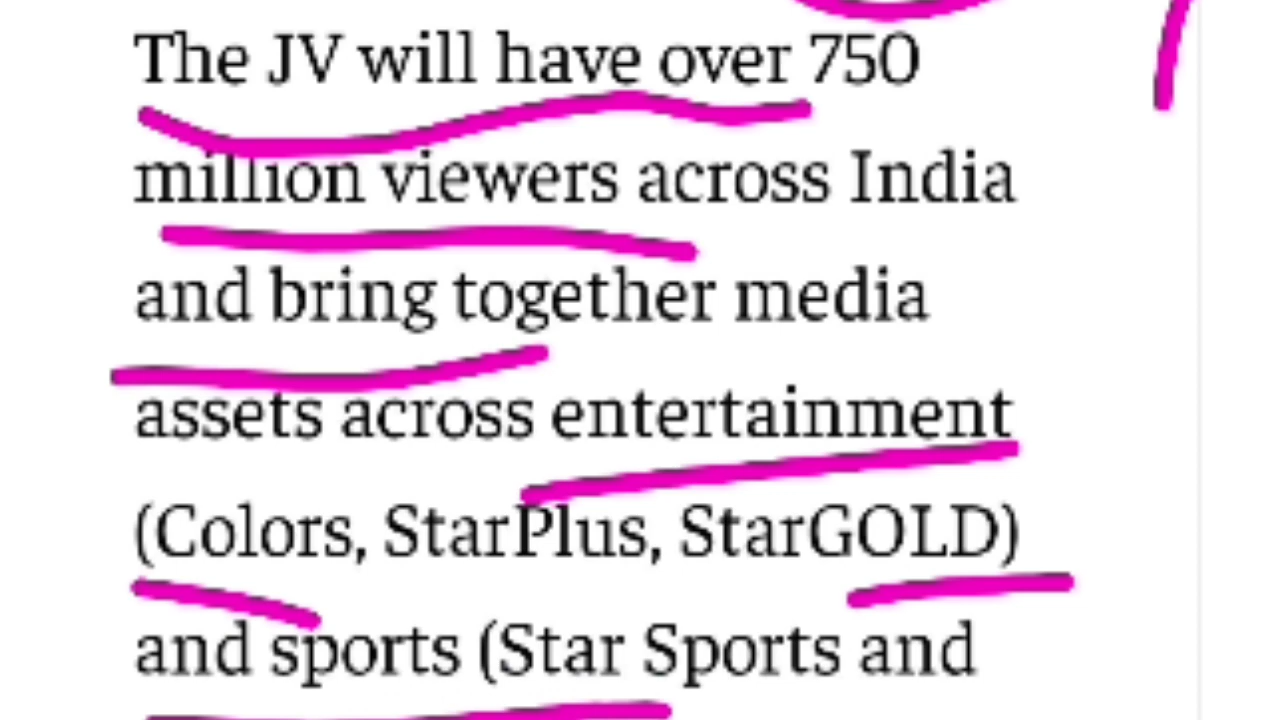 The JV will have over 750
million viewers across India
and bring together media
assets across entertainment
(Colors, StarPlus, StarGOLD)
and sports (Star Sports and